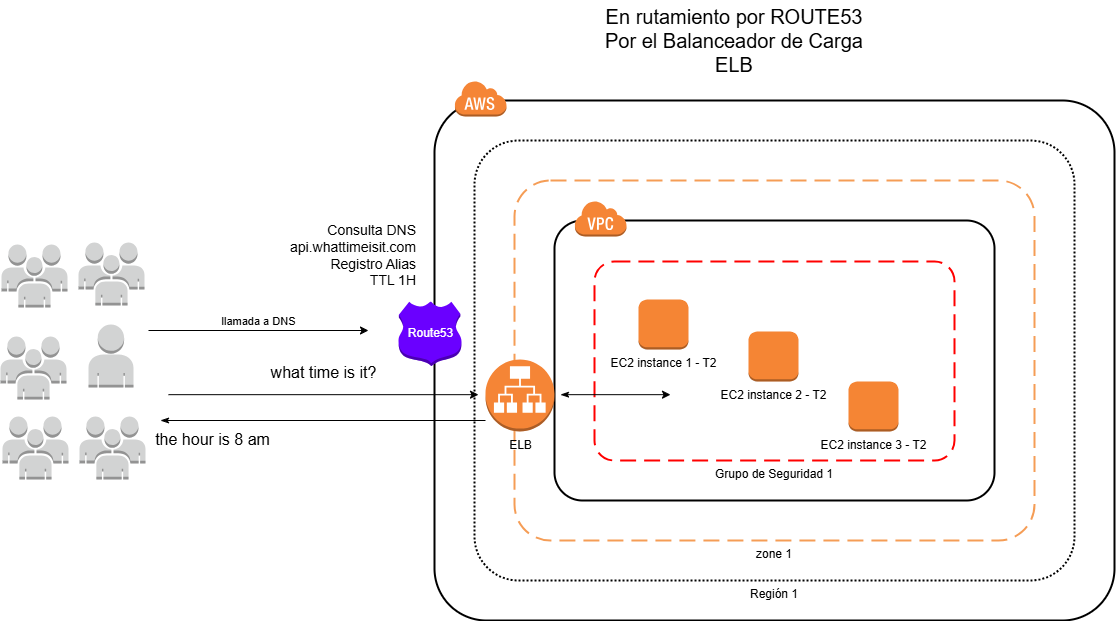 En rutamiento por ROUTE53
Por el Balanceador de Carga
ELB
AWS
VPC
Consulta DNS
api.whattimeisit.com
Registro Alias
TTL 1H
llamada a DNS
Route53
what time is it?
the hour is 8 am
ELB
EC2 instance 1 - T2
EC2 instance 2 - T2
EC2 instance 3 - T2
Grupo de Seguridad 1
zone 1
Región 1